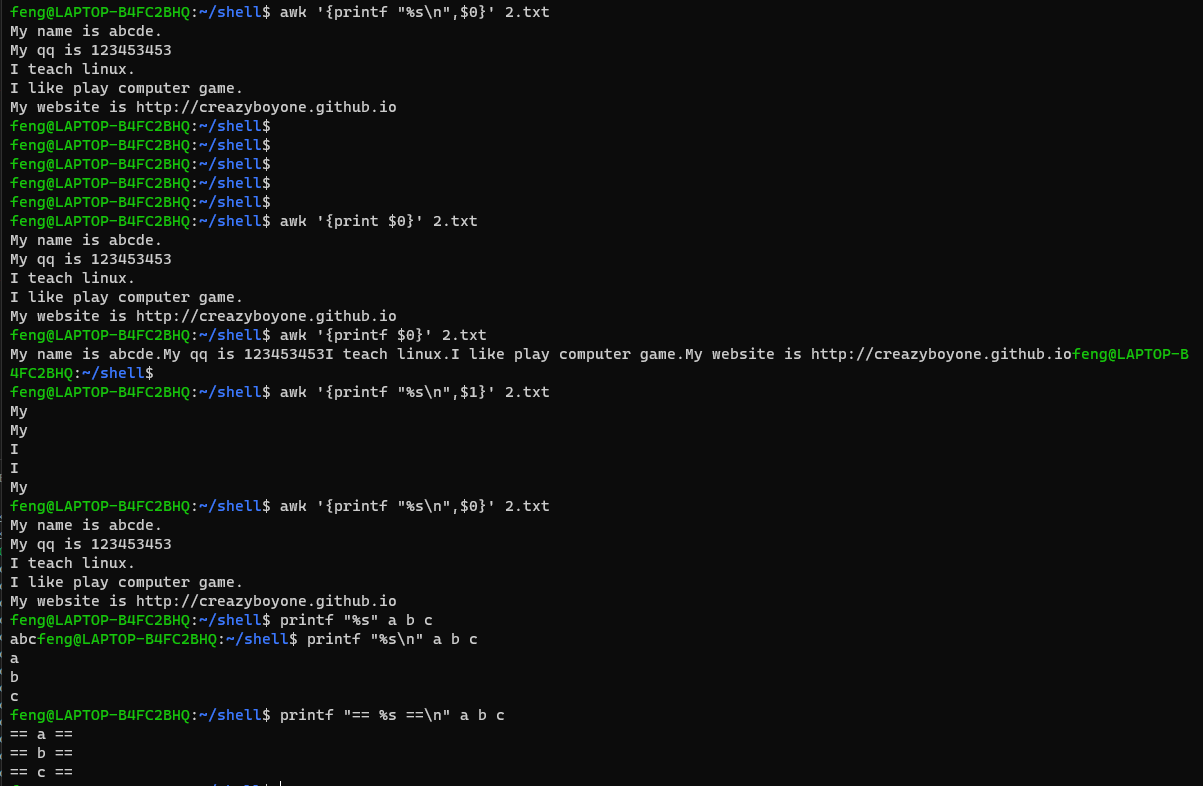 feng@LAPTOP-B4FC2BHQ:~/shell$ awk '{printf "%s\n",$0}' 2.txt
My name is abcde.
My qq is 123453453
I teach linux.
I like play computer game.
My website is http://creazyboyone.github.io
feng@LAPTOP-B4FC2BHQ:~/shell$
feng@LAPTOP-B4FC2BHQ:~/shell$
feng@LAPTOP-B4FC2BHQ:~/shell$
feng@LAPTOP-B4FC2BHQ:~/shell$
feng@LAPTOP-B4FC2BHQ:~/shell$
feng@LAPTOP-B4FC2BHQ:~/shell$ awk '{print $0}' 2.txt
My name is abcde.
My qq is 123453453
I teach linux.
I like play computer game.
My website is http://creazyboyone.github.io
feng@LAPTOP-B4FC2BHQ:~/shell$ awk '{printf $0}' 2.txt
My name is abcde.My qq is 123453453I teach linux.I like play computer game.My website is http://creazyboyone.github.iofeng@LAPTOP-B
4FC2BHQ:~/shell$
feng@LAPTOP-B4FC2BHQ:~/shell$ awk '{printf "%s\n",$1}' 2.txt
My
My
I
I
My
feng@LAPTOP-B4FC2BHQ:~/shell$ awk '{printf "%s\n",$0}' 2.txt
My name is abcde.
My qq is 123453453
I teach linux.
I like play computer game.
My website is http://creazyboyone.github.io
feng@LAPTOP-B4FC2BHQ:~/shell$ printf "%s" a b c
abcfeng@LAPTOP-B4FC2BHQ:~/shell$ printf "%s\n" a b c
a
b
c
feng@LAPTOP-B4FC2BHQ:~/shell$ printf "== %s ==\n" a b c
== a ==
== b ==
== c ==